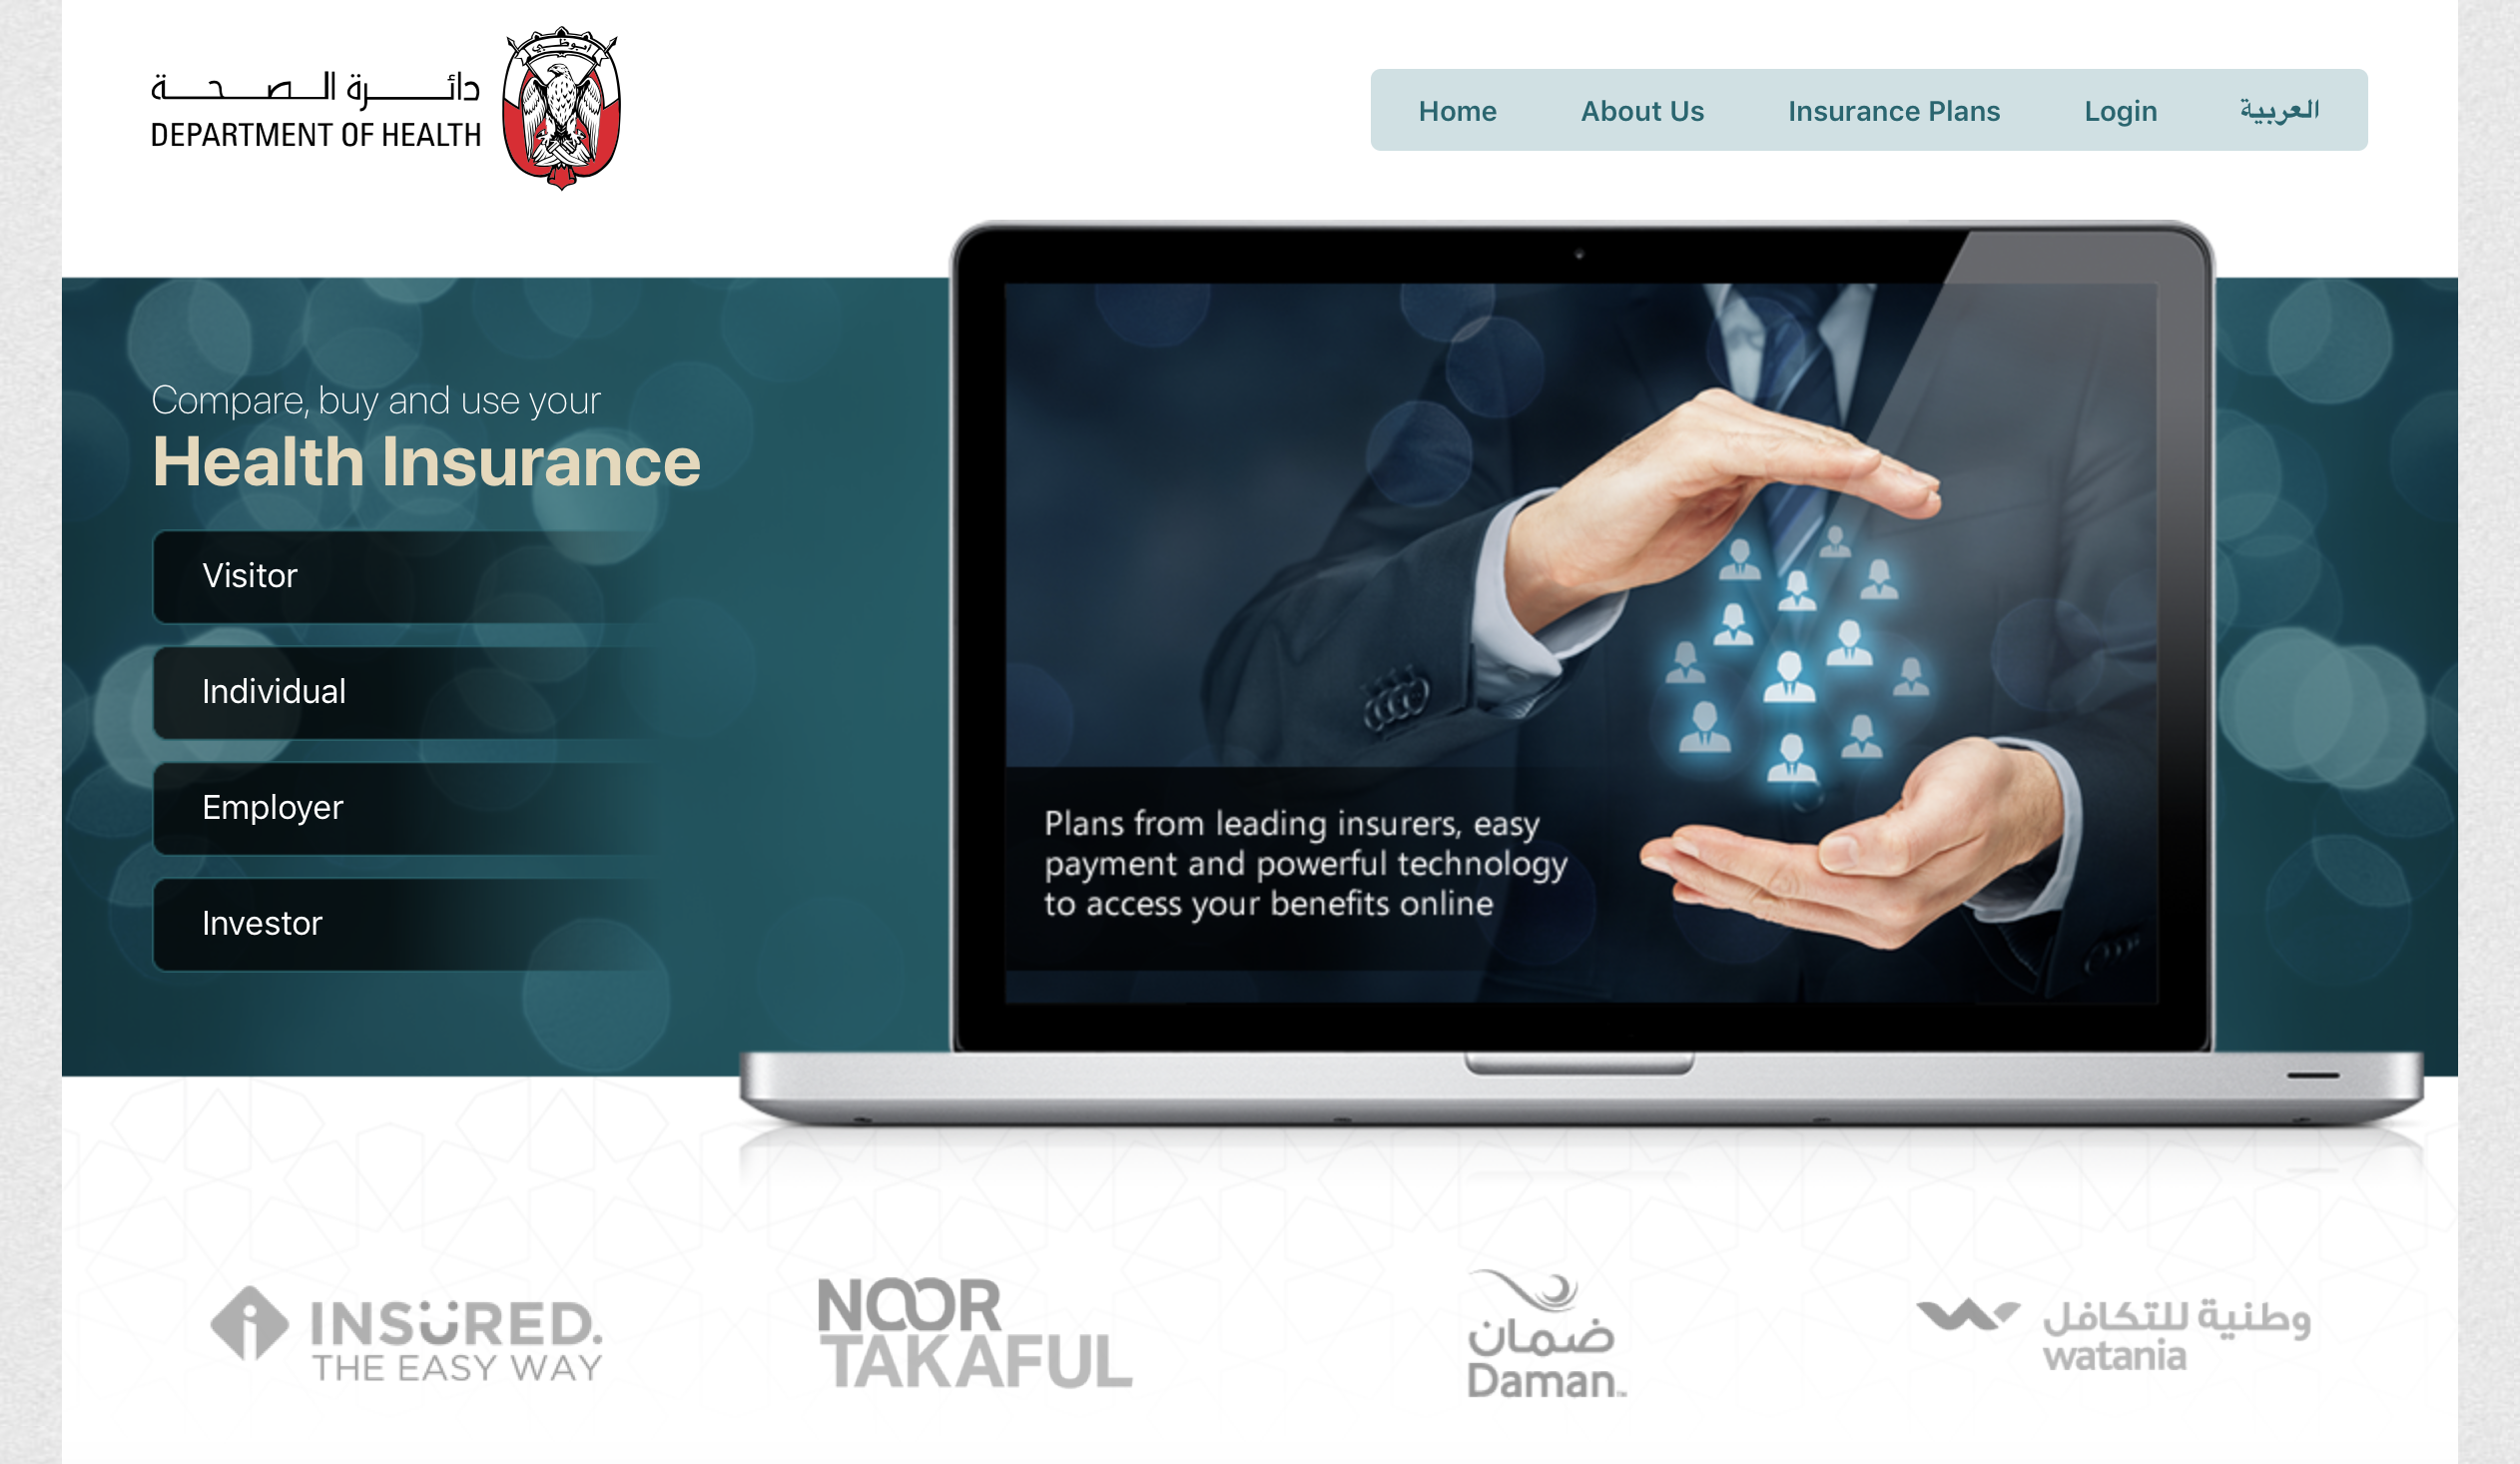 أبوظبي
دائرة الصحة
DEPARTMENT OF HEALTH
Home
About Us
Insurance Plans
Login
العربية
Compare, buy and use your
Health Insurance
Visitor
Individual
Employer
Investor
Plans from leading insurers, easy
payment and powerful technology
to access your benefits online
INSURED.
THE EASY WAY
NOOR
TAKAFUL
ضمان
Daman
وطنية للتكافل
watania